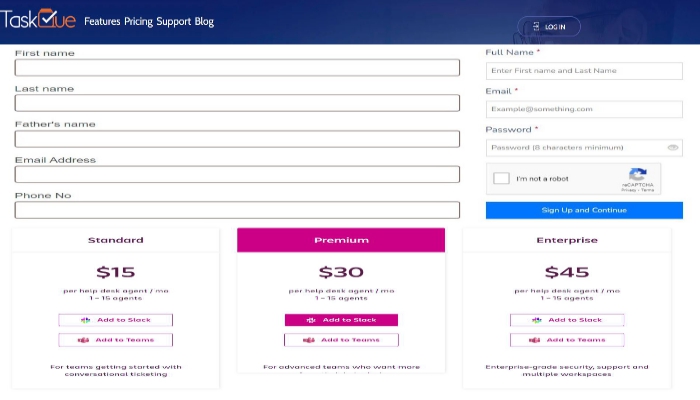 TaskQue
Features Pricing Support Blog
LOG IN
First name
Last name
Father's name
Email Address
Phone No
Full Name *
Enter First name and Last Name
Email *
Example@something.com
Password *
Password (8 characters minimum)
I'm not a robot
reCAPTCHA
Privacy - Terms
Sign Up and Continue
Standard
$15
per help desk agent / mo
1 – 15 agents
Add to Slack
Add to Teams
For teams getting started with
conversational ticketing
Premium
$30
per help desk agent / mo
1 – 15 agents
Add to Slack
Add to Teams
For advanced teams who want more
Enterprise
$45
per help desk agent / mo
1 – 15 agents
Add to Slack
Add to Teams
Enterprise-grade security, support and
multiple workspaces